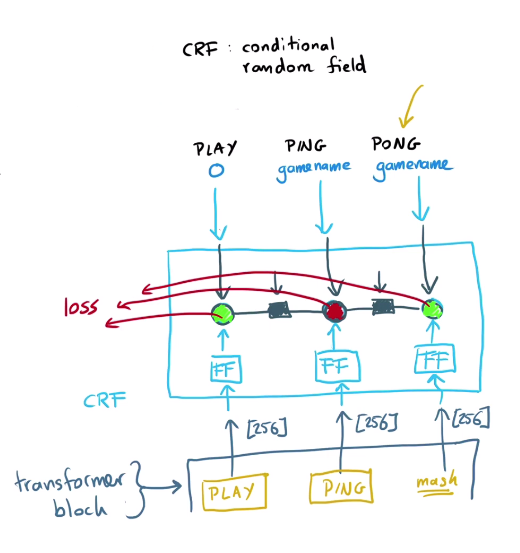 CRF : conditional
random field
PLAY PING PONG
O gamename gamename
loss
FF FF FF
CRF
[256] [256] [256]
transformer
block
PLAY PING mask